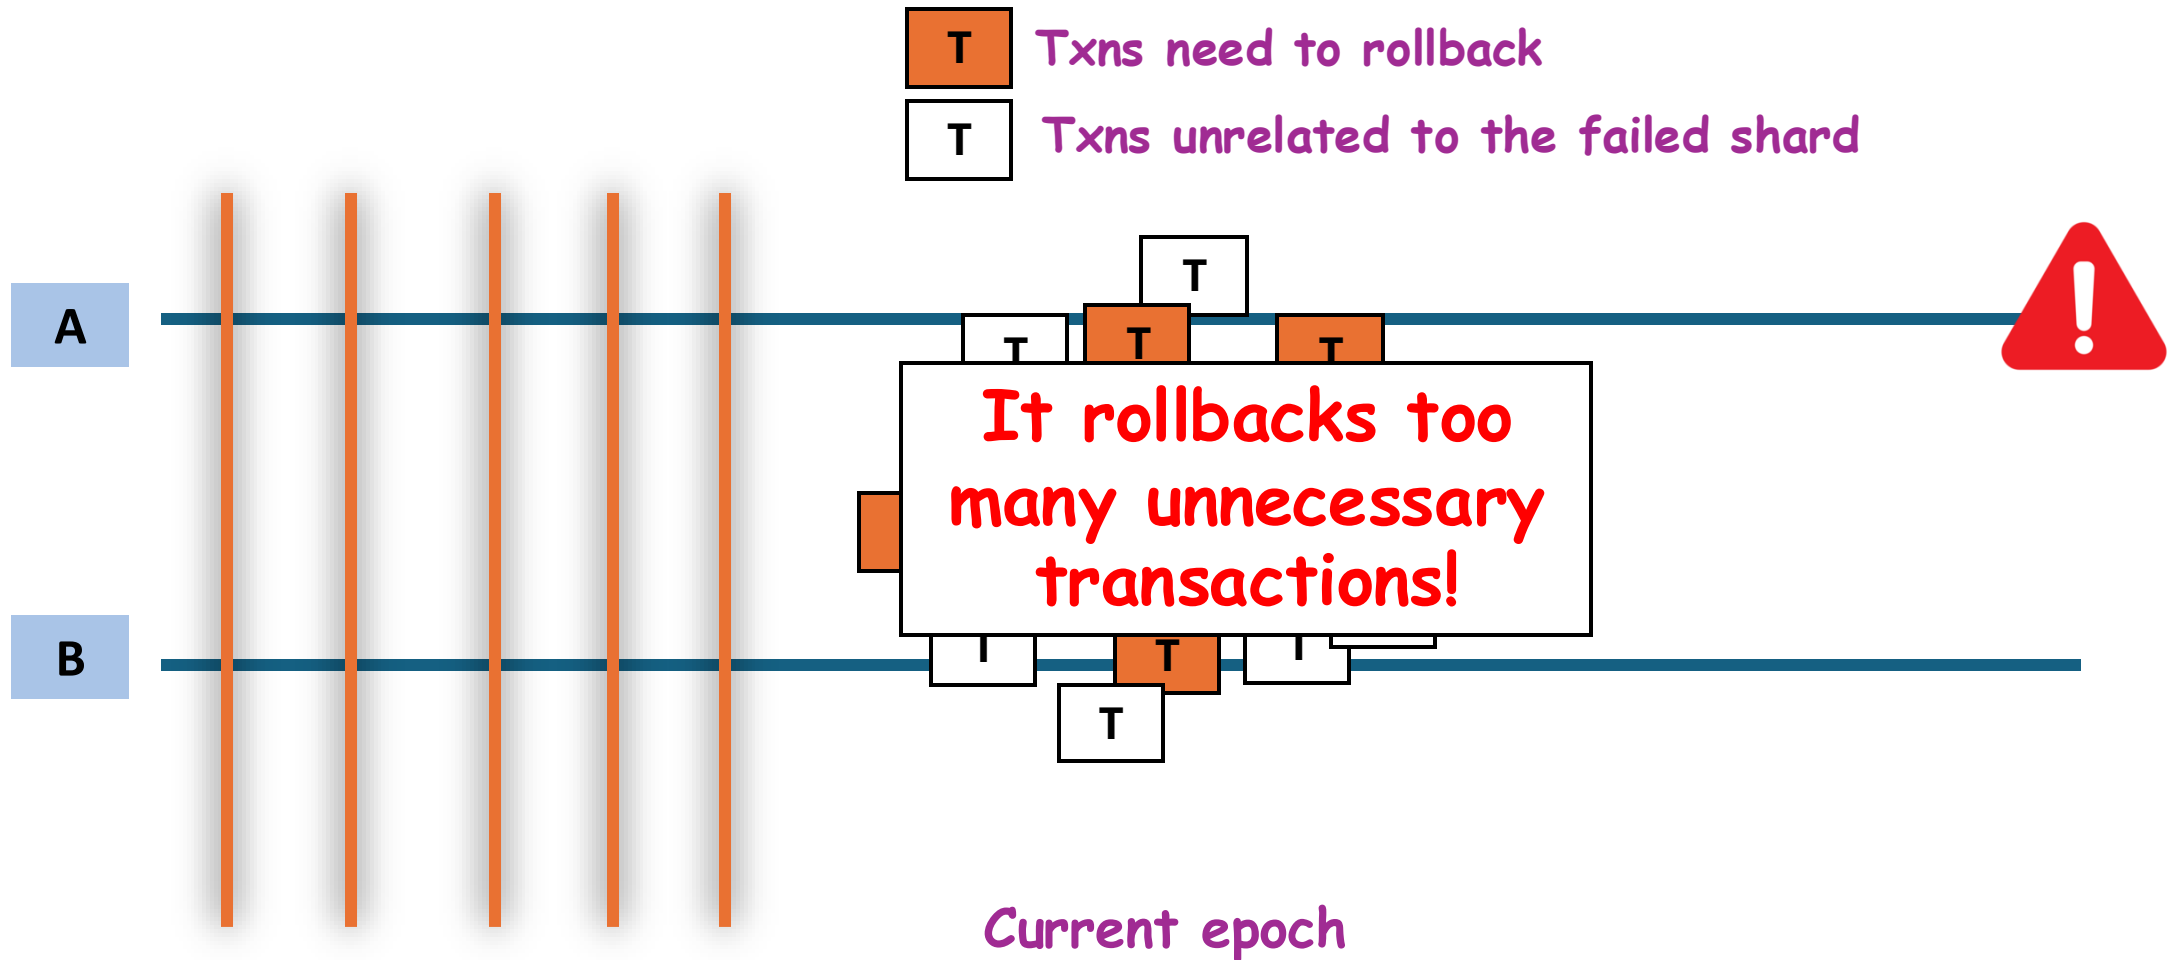 T Txns need to rollback
T Txns unrelated to the failed shard
T
A
T T T
It rollbacks too
many unnecessary
transactions!
B
T T T
T
Current epoch